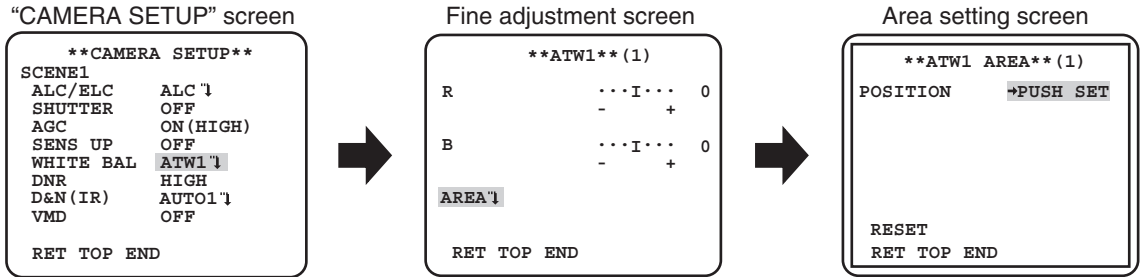 “CAMERA SETUP” screen
**CAMERA SETUP**
SCENE1
ALC/ELC ALC
SHUTTER OFF
AGC ON(HIGH)
SENS UP OFF
WHITE BAL ATW1
DNR HIGH
D&N(IR) AUTO1
VMD OFF
RET TOP END
Fine adjustment screen
**ATW1**(1)
R ···I··· 0
- +
B ···I··· 0
- +
AREA
RET TOP END
Area setting screen
**ATW1 AREA**(1)
POSITION →PUSH SET
RESET
RET TOP END